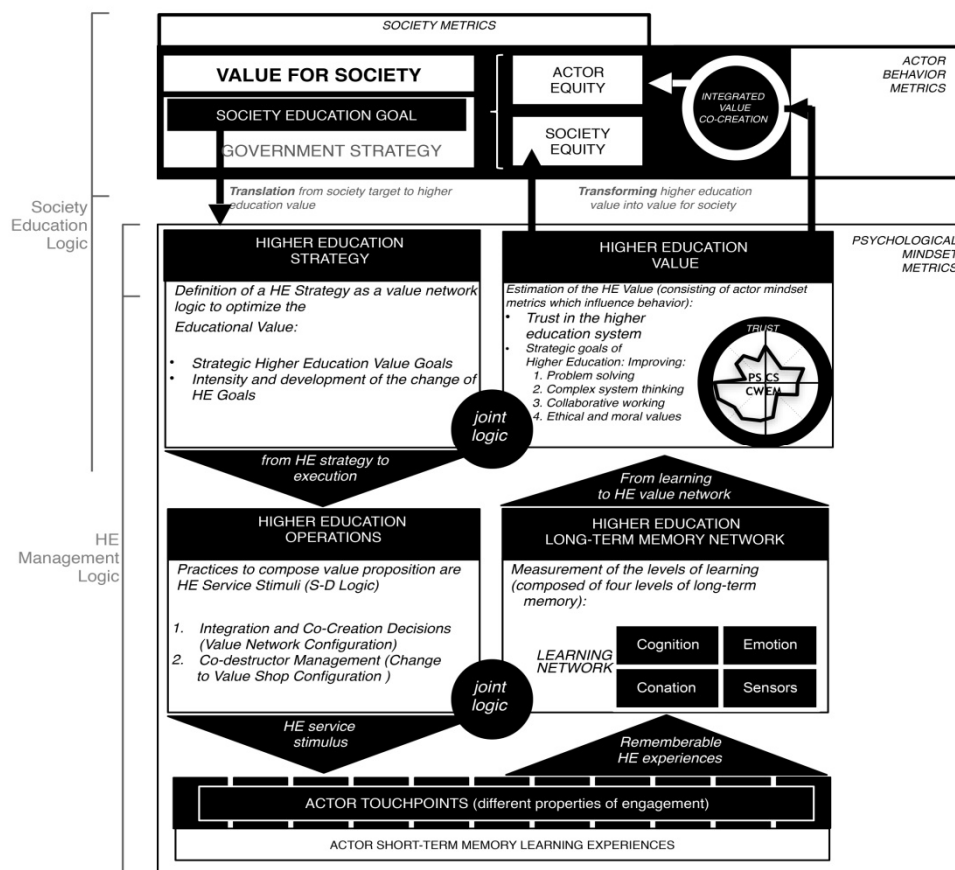 SOCIETY METRICS
VALUE FOR SOCIETY
SOCIETY EDUCATION GOAL
GOVERNMENT STRATEGY
ACTOR
EQUITY
SOCIETY
EQUITY
INTEGRATED
VALUE
CO-CREATION
ACTOR
BEHAVIOR
METRICS
Translation from society target to higher
education value
Transforming higher education
value into value for society
Society
Education
Logic
HIGHER EDUCATION
STRATEGY
Definition of a HE Strategy as a value network
logic to optimize the
Educational Value:
• Strategic Higher Education Value Goals
• Intensity and development of the change of
HE Goals
HIGHER EDUCATION
VALUE
Estimation of the HE Value (consisting of actor mindset
metrics which influence behavior):
• Trust in the higher
education system
• Strategic goals of
Higher Education: Improving:
1. Problem solving
2. Complex system thinking
3. Collaborative working
4. Ethical and moral values
TRUST
PS CS
CW EM
PSYCHOLOGICAL
MINDSET
METRICS
joint
logic
from HE strategy to
execution
From learning
to HE value network
HE
Management
Logic
HIGHER EDUCATION
OPERATIONS
Practices to compose value proposition are
HE Service Stimuli (S-D Logic)
1. Integration and Co-Creation Decisions
(Value Network Configuration)
2. Co-destructor Management (Change
to Value Shop Configuration )
HIGHER EDUCATION
LONG-TERM MEMORY NETWORK
Measurement of the levels of learning
(composed of four levels of long-term
memory):
LEARNING
NETWORK
Cognition
Emotion
Conation
Sensors
joint
logic
HE service
stimulus
Rememberable
HE experiences
ACTOR TOUCHPOINTS (different properties of engagement)
ACTOR SHORT-TERM MEMORY LEARNING EXPERIENCES